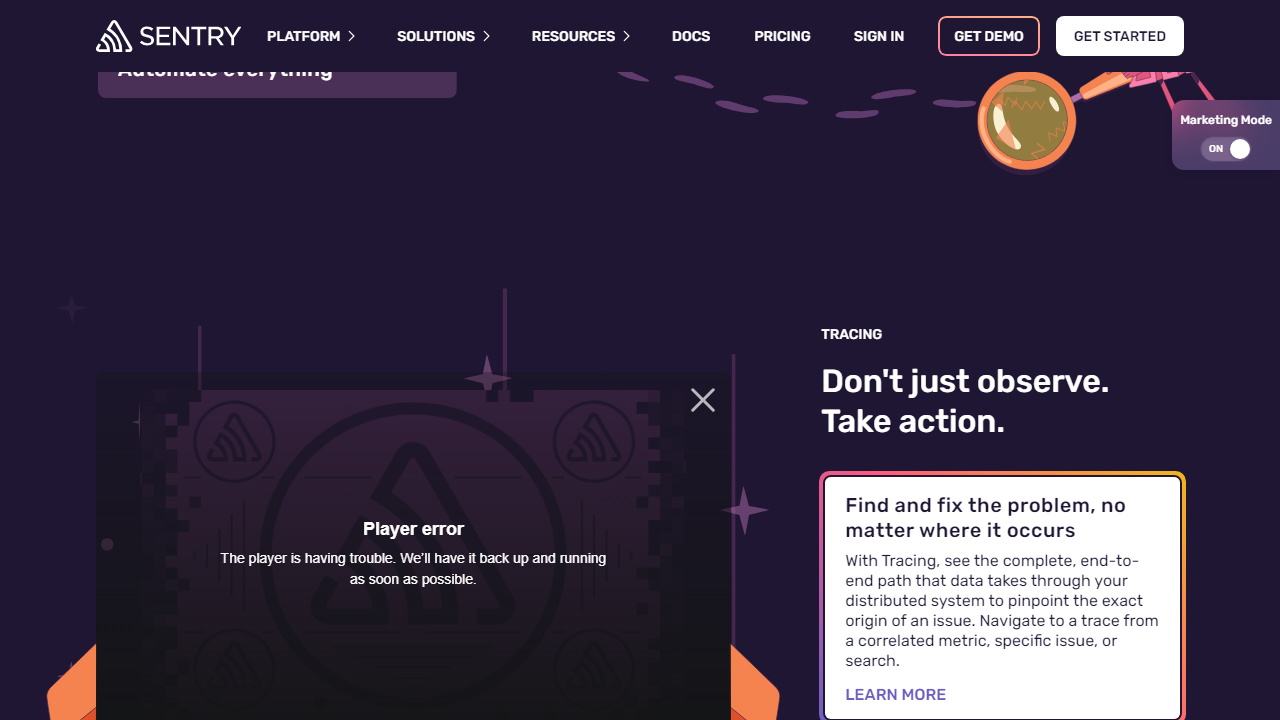 SENTRY PLATFORM SOLUTIONS RESOURCES DOCS PRICING SIGN IN GET DEMO GET STARTED
Automate everything
Marketing Mode
ON
TRACING
Don't just observe.
Take action.
Player error
The player is having trouble. We'll have it back up and running
as soon as possible.
Find and fix the problem, no
matter where it occurs
With Tracing, see the complete, end-to-
end path that data takes through your
distributed system to pinpoint the exact
origin of an issue. Navigate to a trace from
a correlated metric, specific issue, or
search.
LEARN MORE